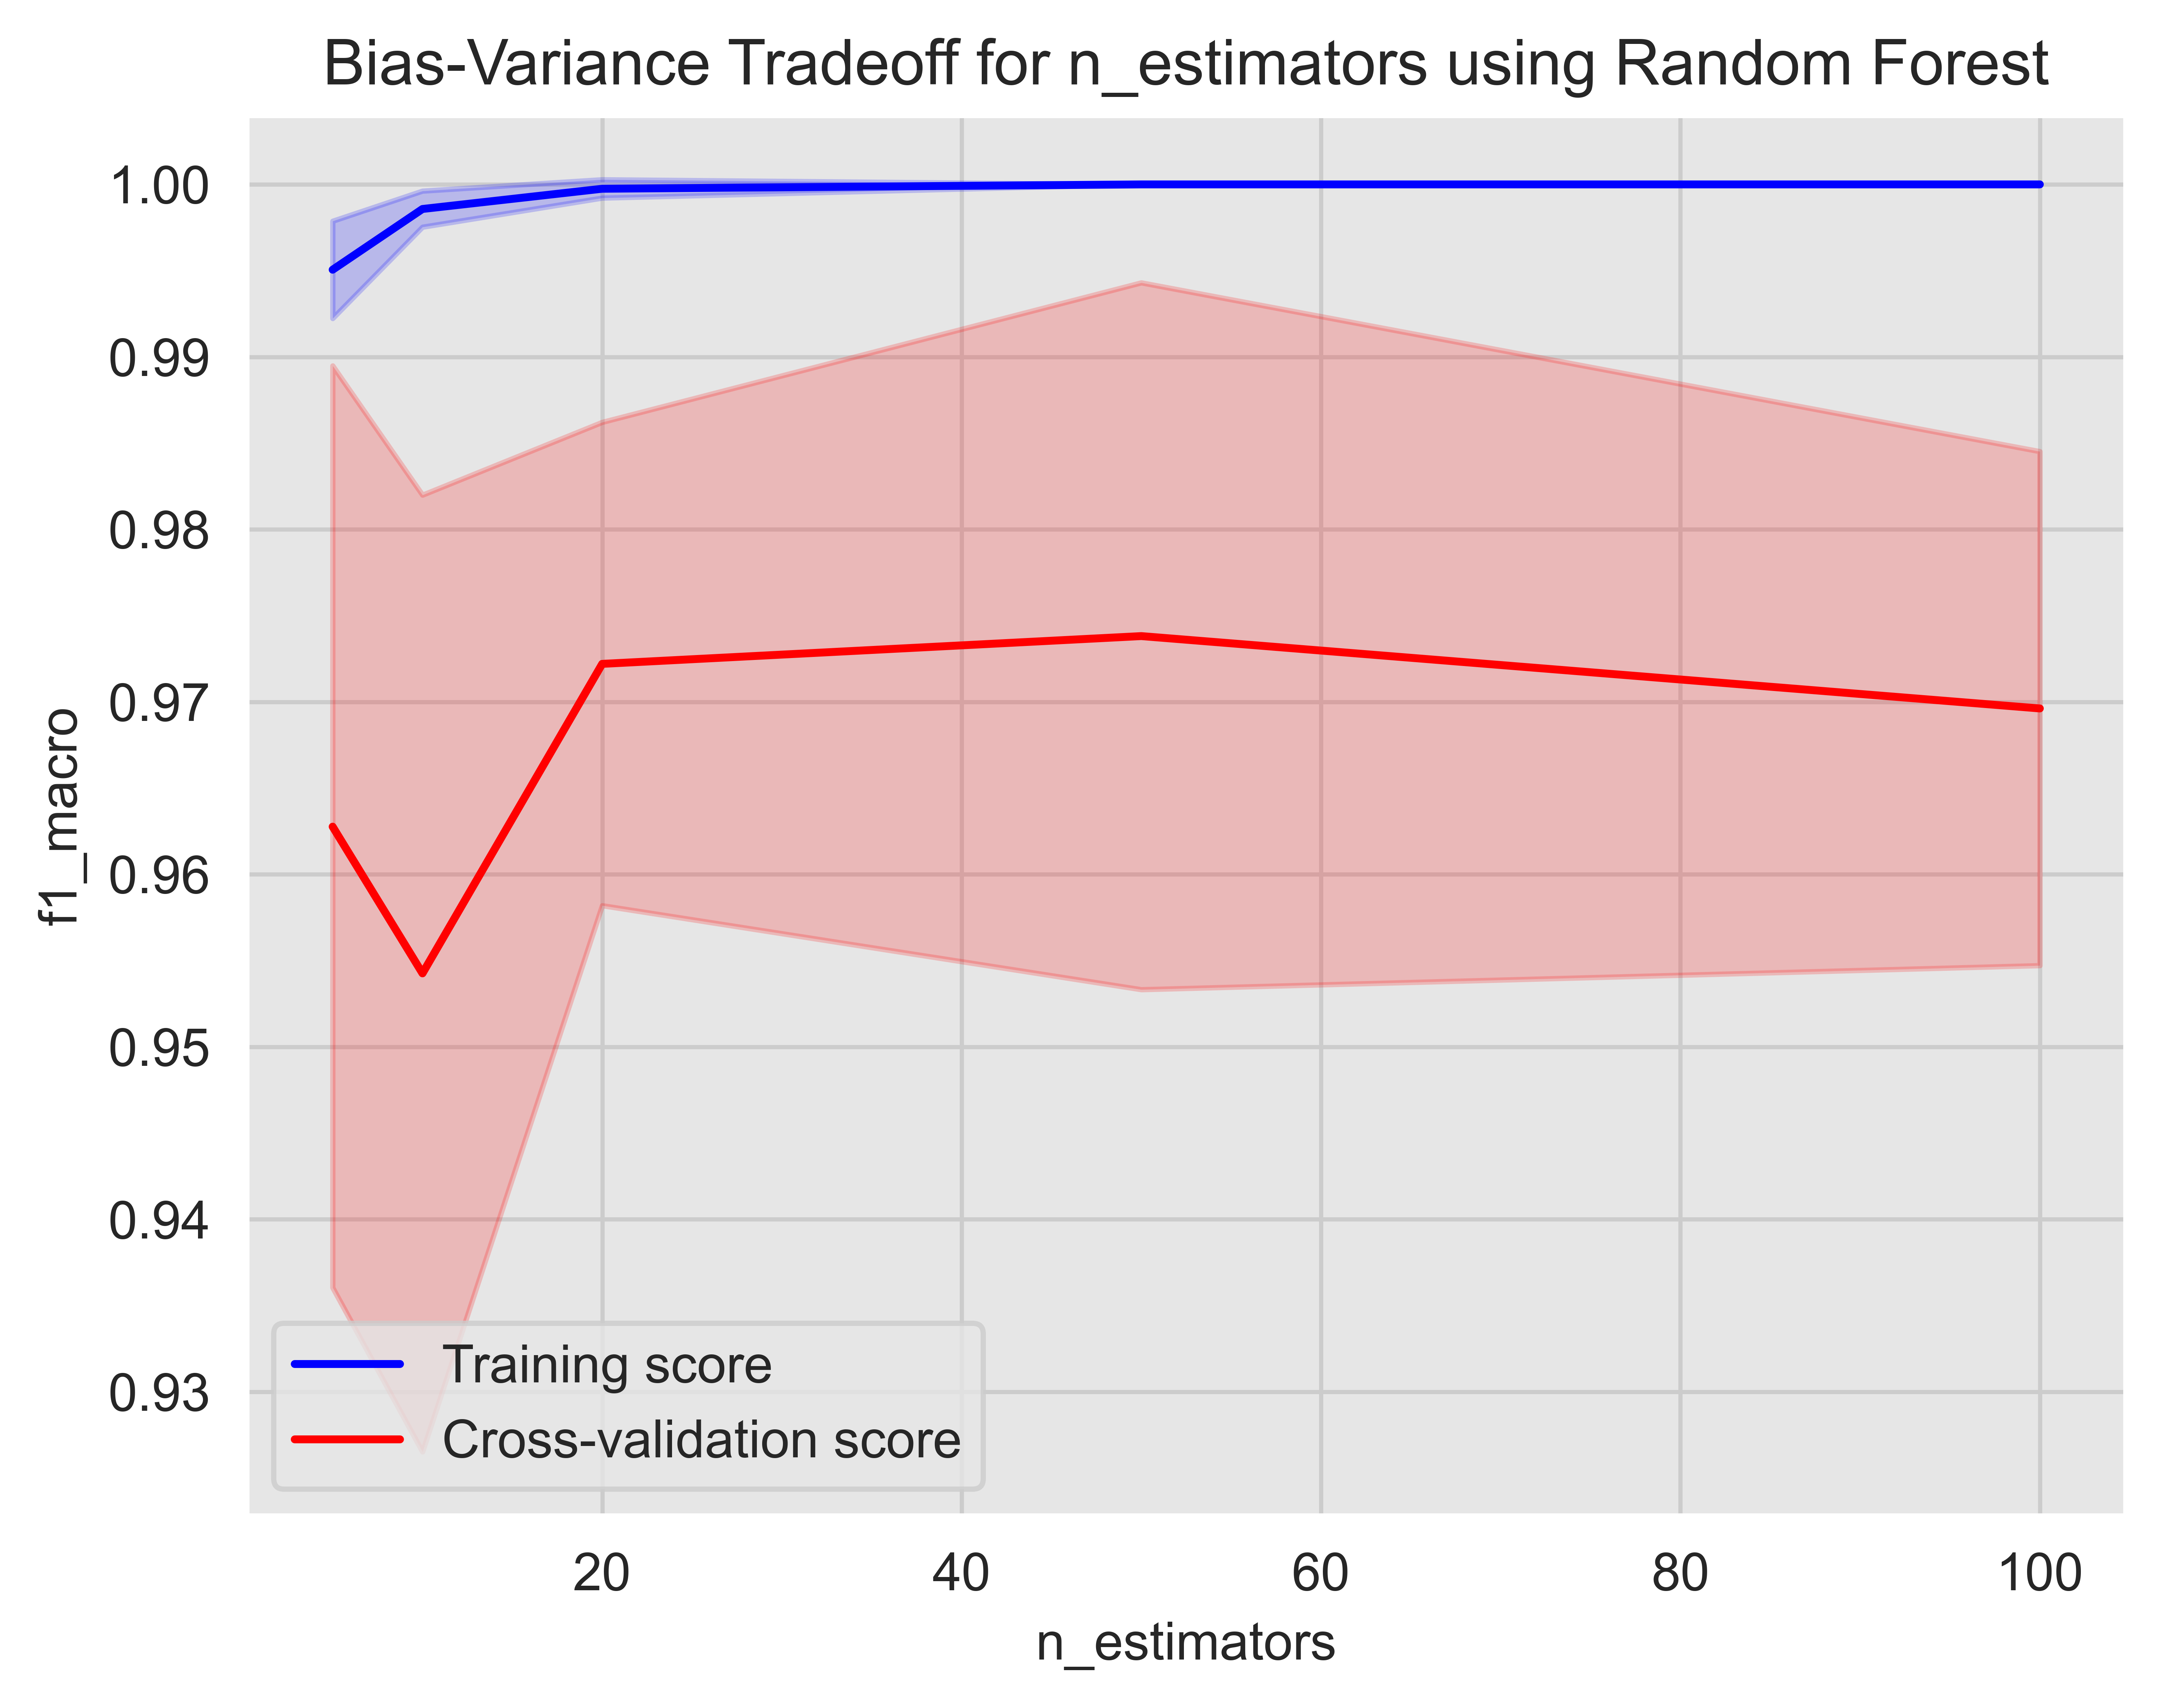 Bias-Variance Tradeoff for n_estimators using Random Forest
f1_macro
1.00
0.99
0.98
0.97
0.96
0.95
0.94
0.93
Training score
Cross-validation score
20 40 60 80 100
n_estimators